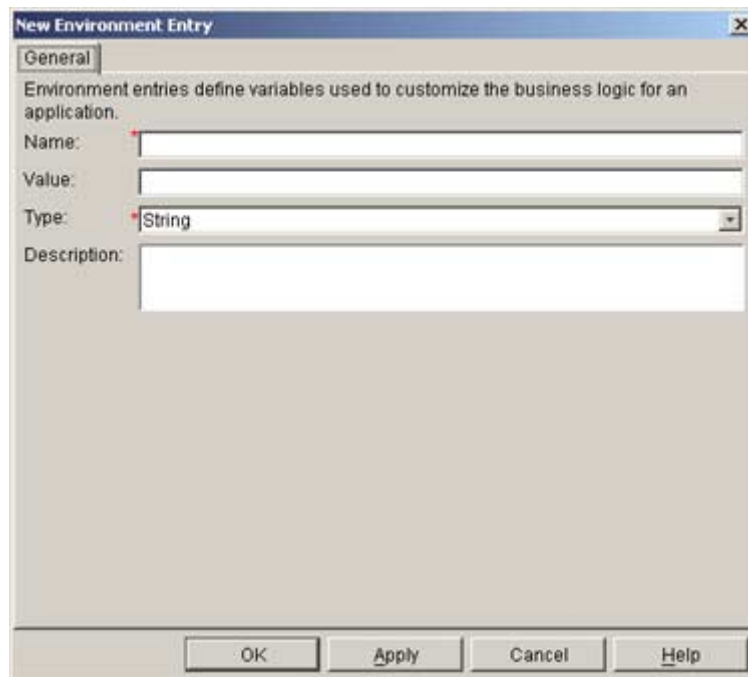 New Environment Entry
General
Environment entries define variables used to customize the business logic for an
application.
Name: *
Value:
Type: * String
Description:
OK Apply Cancel Help